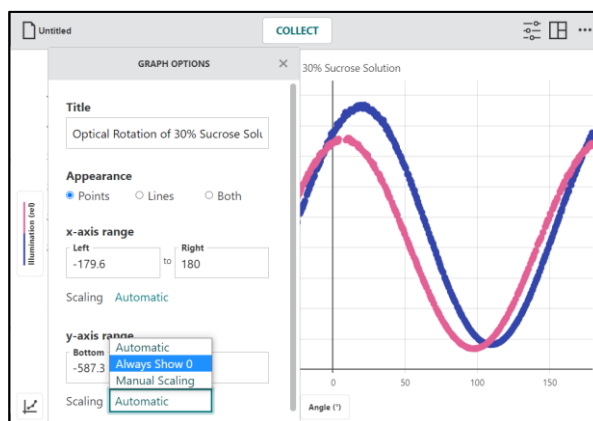 Untitled
COLLECT
GRAPH OPTIONS
Title
Optical Rotation of 30% Sucrose Solu
Appearance
Points Lines Both
x-axis range
Left
-179.6
to
Right
180
Scaling Automatic
y-axis range
Bottom
-587.3
Automatic
Always Show 0
Manual Scaling
Scaling Automatic
Illumination (rel)
30% Sucrose Solution
0 50 100 150
Angle (°)